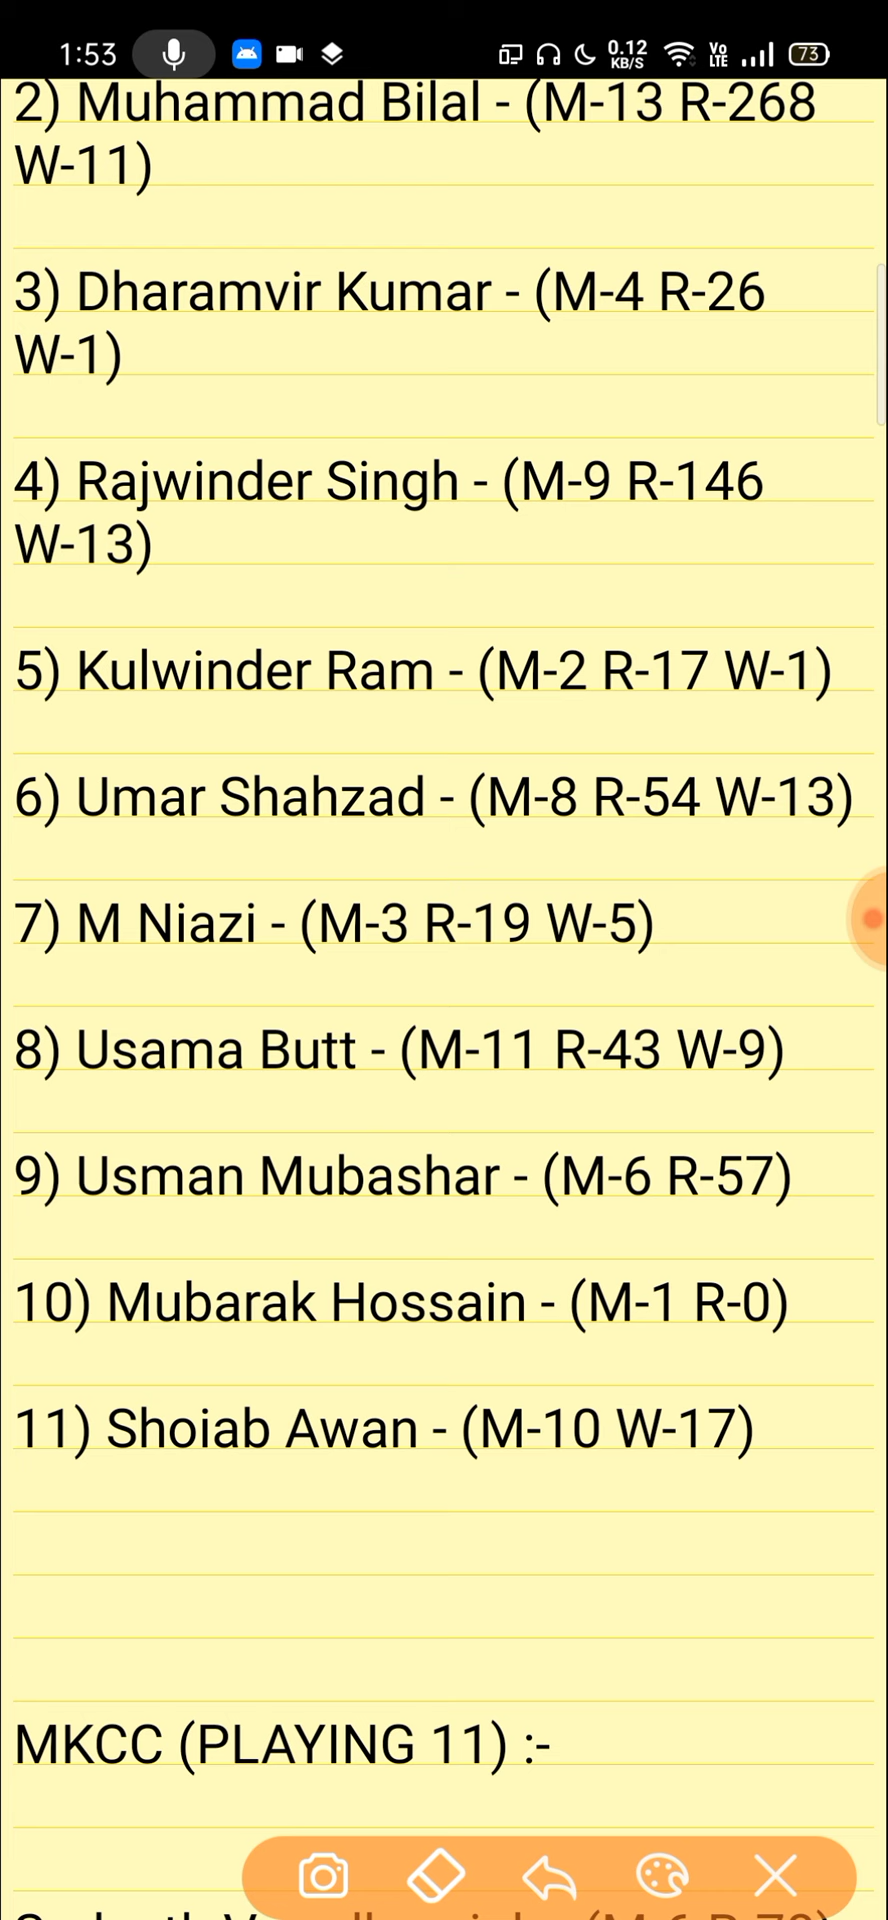 1:53
0.12
KB/S
Vo
LTE
73
2) Muhammad Bilal - (M-13 R-268
W-11)
3) Dharamvir Kumar - (M-4 R-26
W-1)
4) Rajwinder Singh - (M-9 R-146
W-13)
5) Kulwinder Ram - (M-2 R-17 W-1)
6) Umar Shahzad - (M-8 R-54 W-13)
7) M Niazi - (M-3 R-19 W-5)
8) Usama Butt - (M-11 R-43 W-9)
9) Usman Mubashar - (M-6 R-57)
10) Mubarak Hossain - (M-1 R-0)
11) Shoiab Awan - (M-10 W-17)
MKCC (PLAYING 11) :-